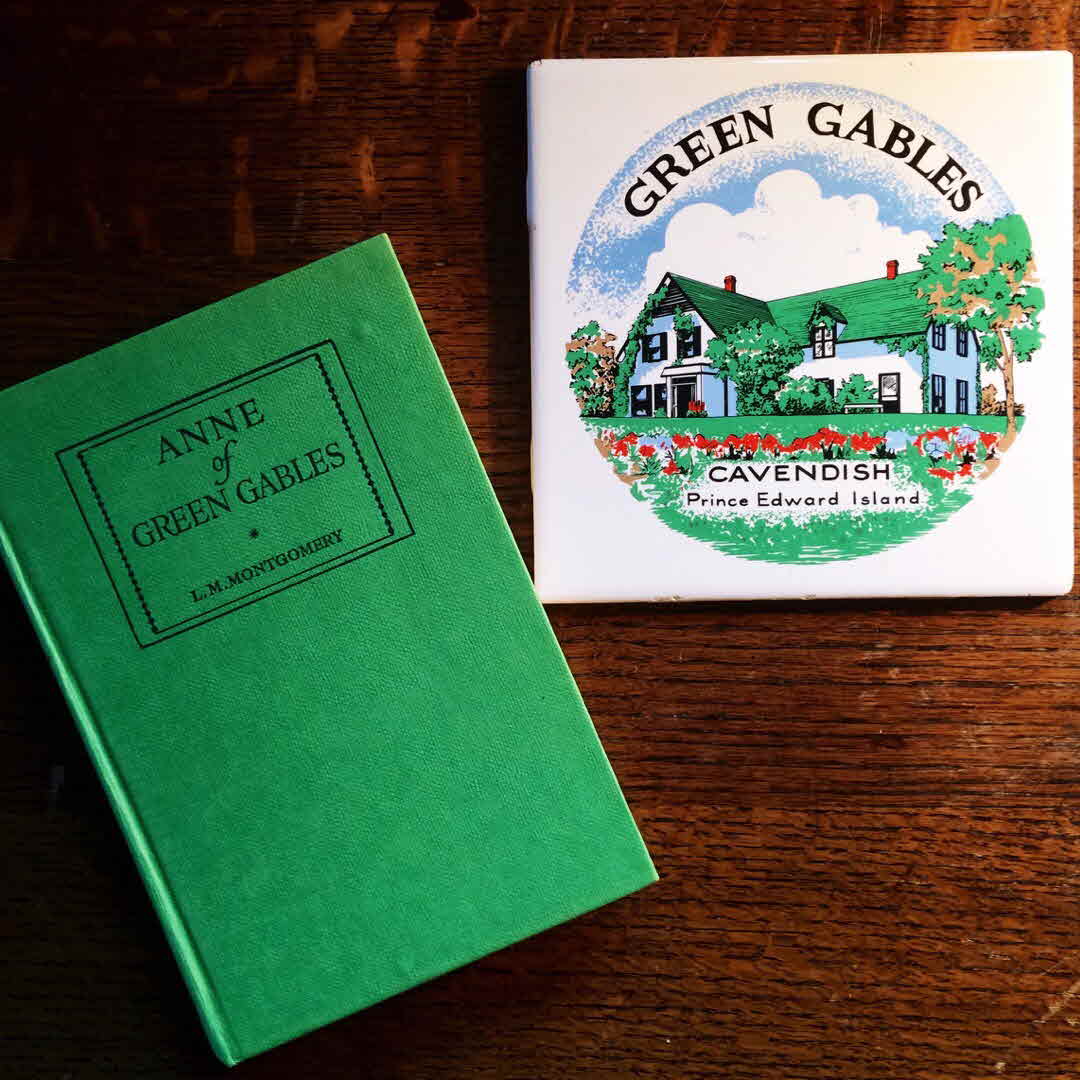 ANNE
of
GREEN GABLES
*
L.M.MONTGOMERY
GREEN GABLES
CAVENDISH
Prince Edward Island